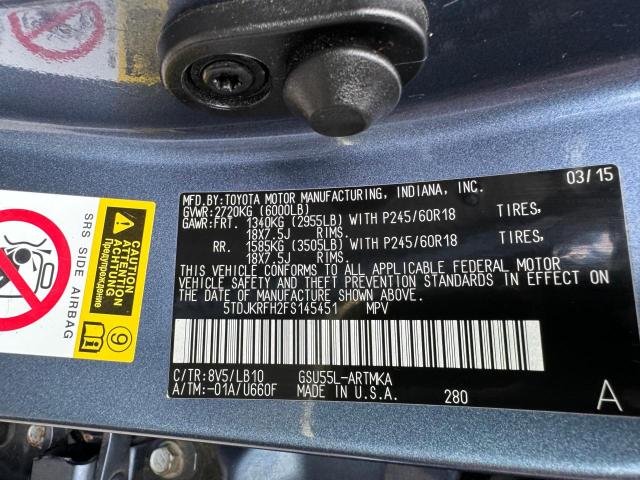 MFD.BY:TOYOTA MOTOR MANUFACTURING, INDIANA, INC. 03/15
GVWR:2720KG (6000LB)
GAWR:FRT. 1340KG (2955LB) WITH P245/60R18 TIRES,
18X7.5J RIMS.
RR. 1585KG (3505LB) WITH P245/60R18 TIRES,
18X7.5J RIMS.
THIS VEHICLE CONFORMS TO ALL APPLICABLE FEDERAL MOTOR
VEHICLE SAFETY AND THEFT PREVENTION STANDARDS IN EFFECT ON
THE DATE OF MANUFACTURE SHOWN ABOVE.
5TDJKRFH2FS145451 MPV
C/TR:8V5/LB10 GSU55L-ARTMKA
A/TM:-01A/U660F MADE IN U.S.A. 280 A
SRS SIDE AIRBAG
CAUTION
ATTENTION
ACHTUNG
Предупреждение
9